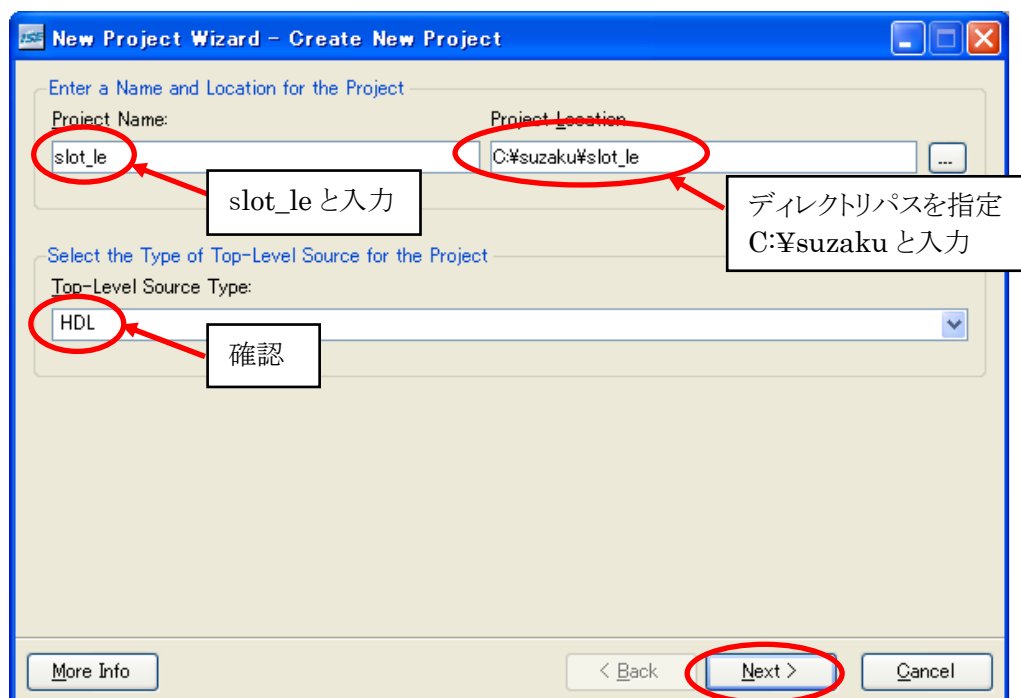 ISE New Project Wizard - Create New Project
Enter a Name and Location for the Project
Project Name:
Project Location
slot_le
C:¥suzaku¥slot_le
...
slot_le と入力
ディレクトリパスを指定
C:¥suzaku と入力
Select the Type of Top-Level Source for the Project
Top-Level Source Type:
HDL
確認
More Info
< Back
Next >
Cancel